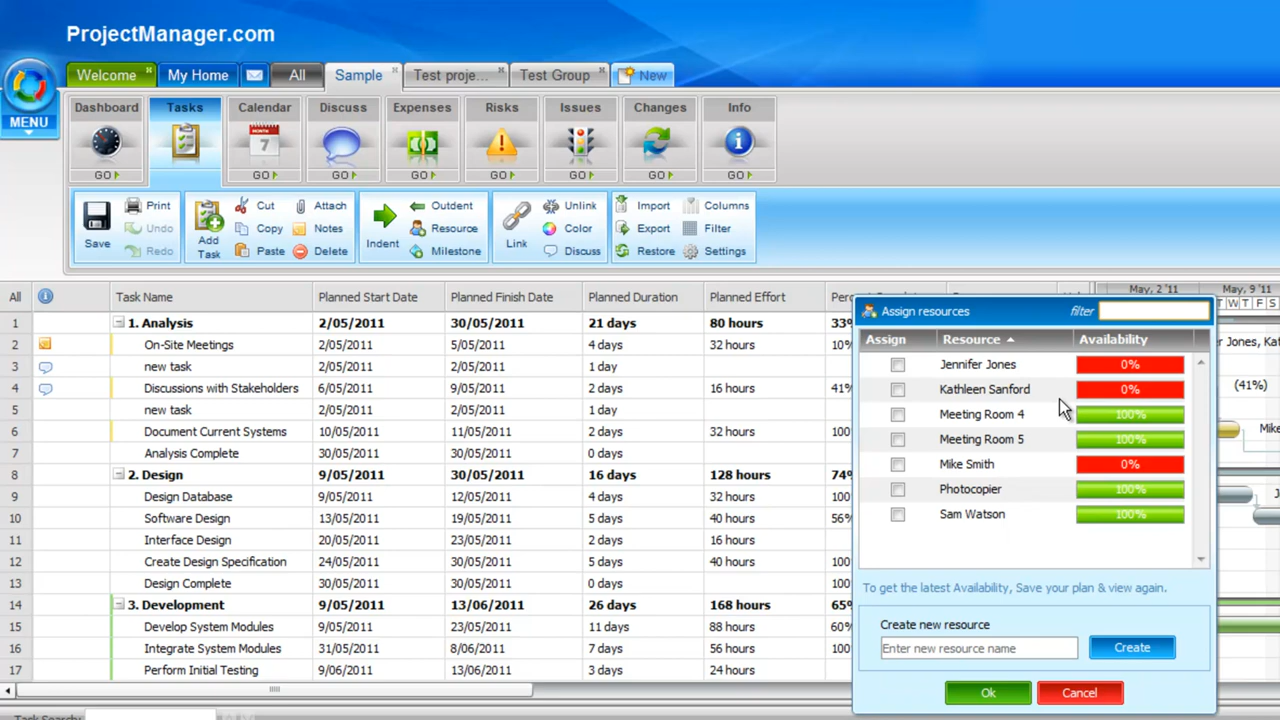 ProjectManager.com
MENU
Welcome My Home All Sample Test proje... Test Group New
Dashboard Tasks Calendar Discuss Expenses Risks Issues Changes Info
MONTH
7
GO GO GO GO GO GO GO GO
Save Print Undo Redo
Add Task Cut Copy Paste Attach Notes Delete
Indent Outdent Resource Milestone
Link Unlink Color Discuss
Import Export Restore Columns Filter Settings
All Task Name Planned Start Date Planned Finish Date Planned Duration Planned Effort
1 1. Analysis 2/05/2011 30/05/2011 21 days 80 hours 33%
2 On-Site Meetings 2/05/2011 5/05/2011 4 days 32 hours 10%
3 new task 2/05/2011 2/05/2011 1 day
4 Discussions with Stakeholders 6/05/2011 9/05/2011 2 days 16 hours 41%
5 new task 2/05/2011 2/05/2011 1 day
6 Document Current Systems 10/05/2011 11/05/2011 2 days 32 hours 100
7 Analysis Complete 30/05/2011 30/05/2011 0 days
8 2. Design 9/05/2011 30/05/2011 16 days 128 hours 74%
9 Design Database 9/05/2011 12/05/2011 4 days 32 hours 100
10 Software Design 13/05/2011 19/05/2011 5 days 40 hours 56%
11 Interface Design 20/05/2011 23/05/2011 2 days 16 hours
12 Create Design Specification 24/05/2011 30/05/2011 5 days 40 hours
13 Design Complete 30/05/2011 30/05/2011 0 days
14 3. Development 9/05/2011 13/06/2011 26 days 168 hours 65%
15 Develop System Modules 9/05/2011 23/05/2011 11 days 88 hours 60%
16 Integrate System Modules 31/05/2011 8/06/2011 7 days 56 hours 100
17 Perform Initial Testing 9/06/2011 13/06/2011 3 days 24 hours
May, 2 '11 May, 9 '11
W T F S
Jones, Kat
(41%)
Mike
Assign resources filter
Assign Resource Availability
Jennifer Jones 0%
Kathleen Sanford 0%
Meeting Room 4 100%
Meeting Room 5 100%
Mike Smith 0%
Photocopier 100%
Sam Watson 100%
To get the latest Availability, Save your plan & view again.
Create new resource
Enter new resource name Create
Ok Cancel
Task Search: